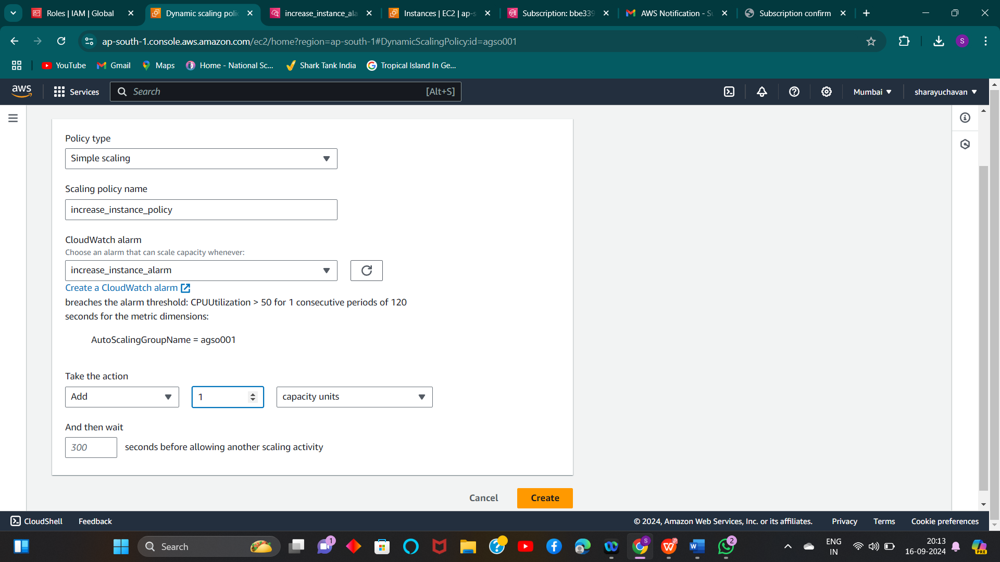 Roles | IAM | Global
Dynamic scaling poli
increase_instance_ala
Instances | EC2 | ap-s
Subscription: bbe339
AWS Notification - Su
Subscription confirm
ap-south-1.console.aws.amazon.com/ec2/home?region=ap-south-1#DynamicScalingPolicy:id=agso001
S
YouTube
Gmail
Maps
Home - National Sc...
Shark Tank India
Tropical Island In Ge...
aws
Services
Search
[Alt+S]
Mumbai
sharayuchavan
Policy type
Simple scaling
Scaling policy name
increase_instance_policy
CloudWatch alarm
Choose an alarm that can scale capacity whenever:
increase_instance_alarm
Create a CloudWatch alarm
breaches the alarm threshold: CPUUtilization > 50 for 1 consecutive periods of 120
seconds for the metric dimensions:
AutoScalingGroupName = agso001
Take the action
Add
1
capacity units
And then wait
300
seconds before allowing another scaling activity
Cancel
Create
CloudShell
Feedback
© 2024, Amazon Web Services, Inc. or its affiliates.
Privacy
Terms
Cookie preferences
Search
1
S
W
2
ENG
IN
20:13
16-09-2024
PRE